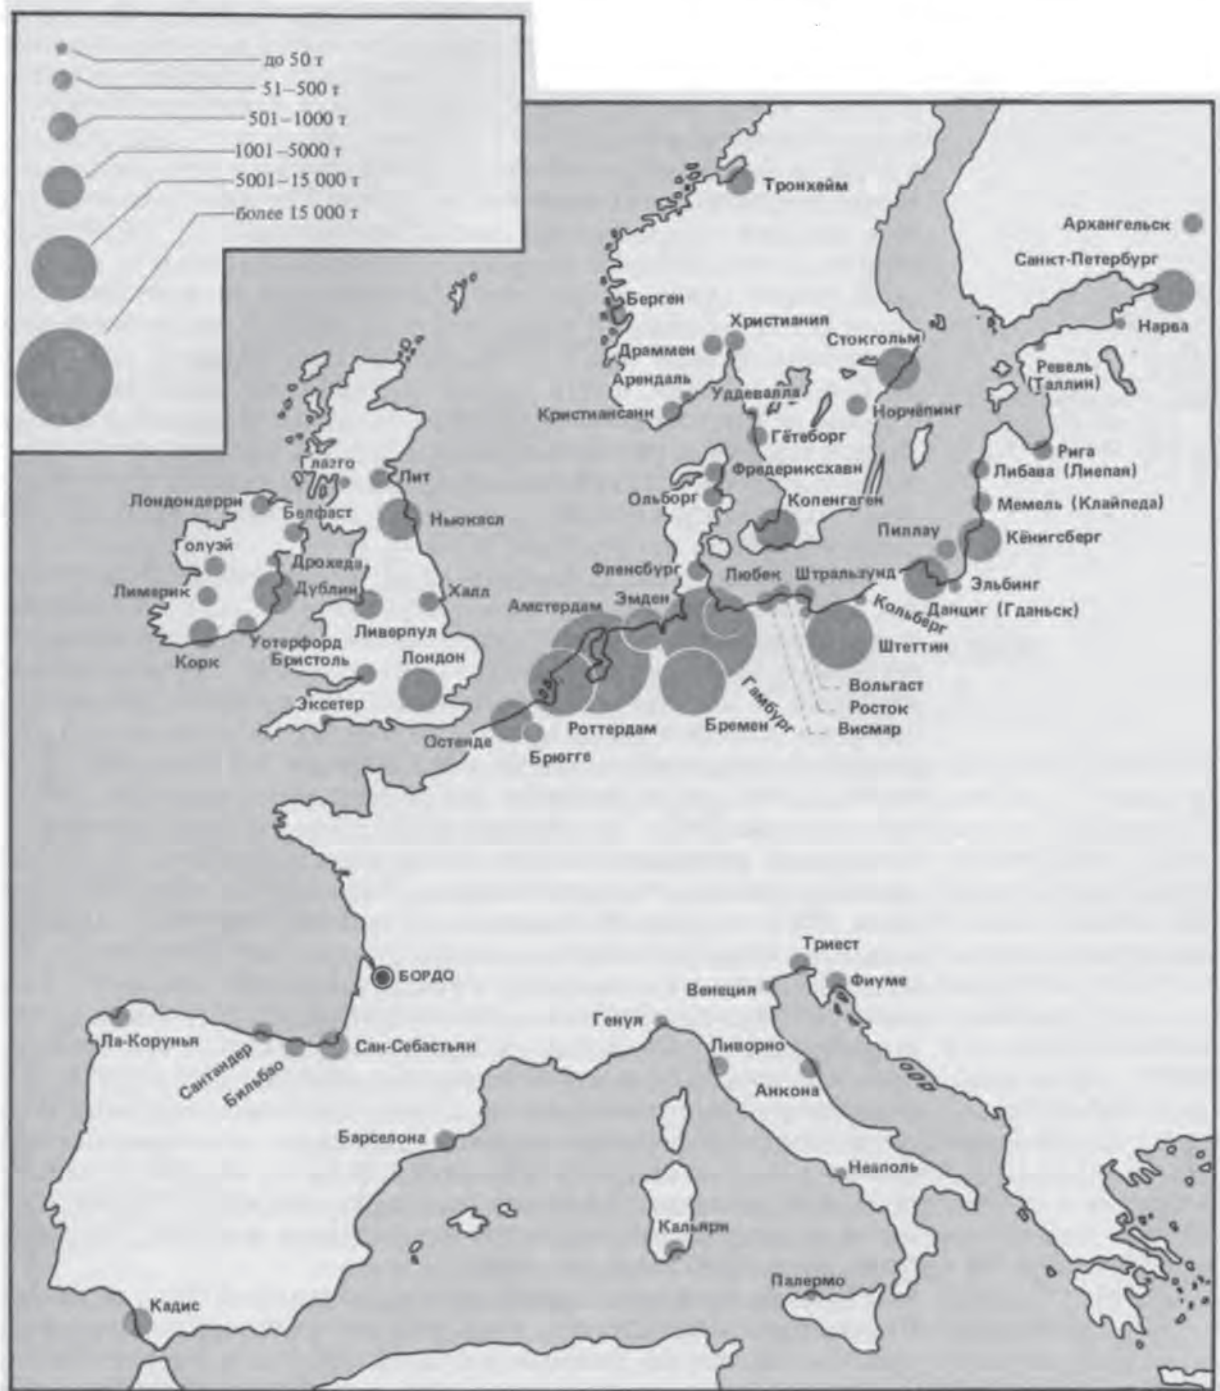 до 50 т
51–500 т
501–1000 т
1001–5000 т
5001–15 000 т
более 15 000 т
Тронхейм
Архангельск
Санкт-Петербург
Берген
Христиания
Нарва
Стокгольм
Драммен
Ревель
(Таллин)
Арендаль
Уддевалла
Кристиансанн
Норчёпинг
Гётеборг
Рига
Глазго
Лит
Фредериксхавн
Либава (Лиепая)
Лондондерри
Ольборг
Копенгаген
Мемель (Клайпеда)
Белфаст
Ньюкасл
Пиллау
Кёнигсберг
Голуэй
Дрохеда
Фленсбург
Любек
Штральзунд
Эльбинг
Лимерик
Дублин
Халл
Амстердам
Эмден
Кольберг
Данциг (Гданьск)
Ливерпул
Уотерфорд
Корк
Бристоль
Лондон
Штеттин
Вольгаст
Гамбург
Эксетер
Росток
Остенде
Роттердам
Бремен
Висмар
Брюгге
Триест
БОРДО
Венеция
Фиуме
Генуя
Ла-Корунья
Сантандер
Бильбао
Сан-Себастьян
Ливорно
Анкона
Барселона
Неаполь
Кальяри
Палермо
Кадис